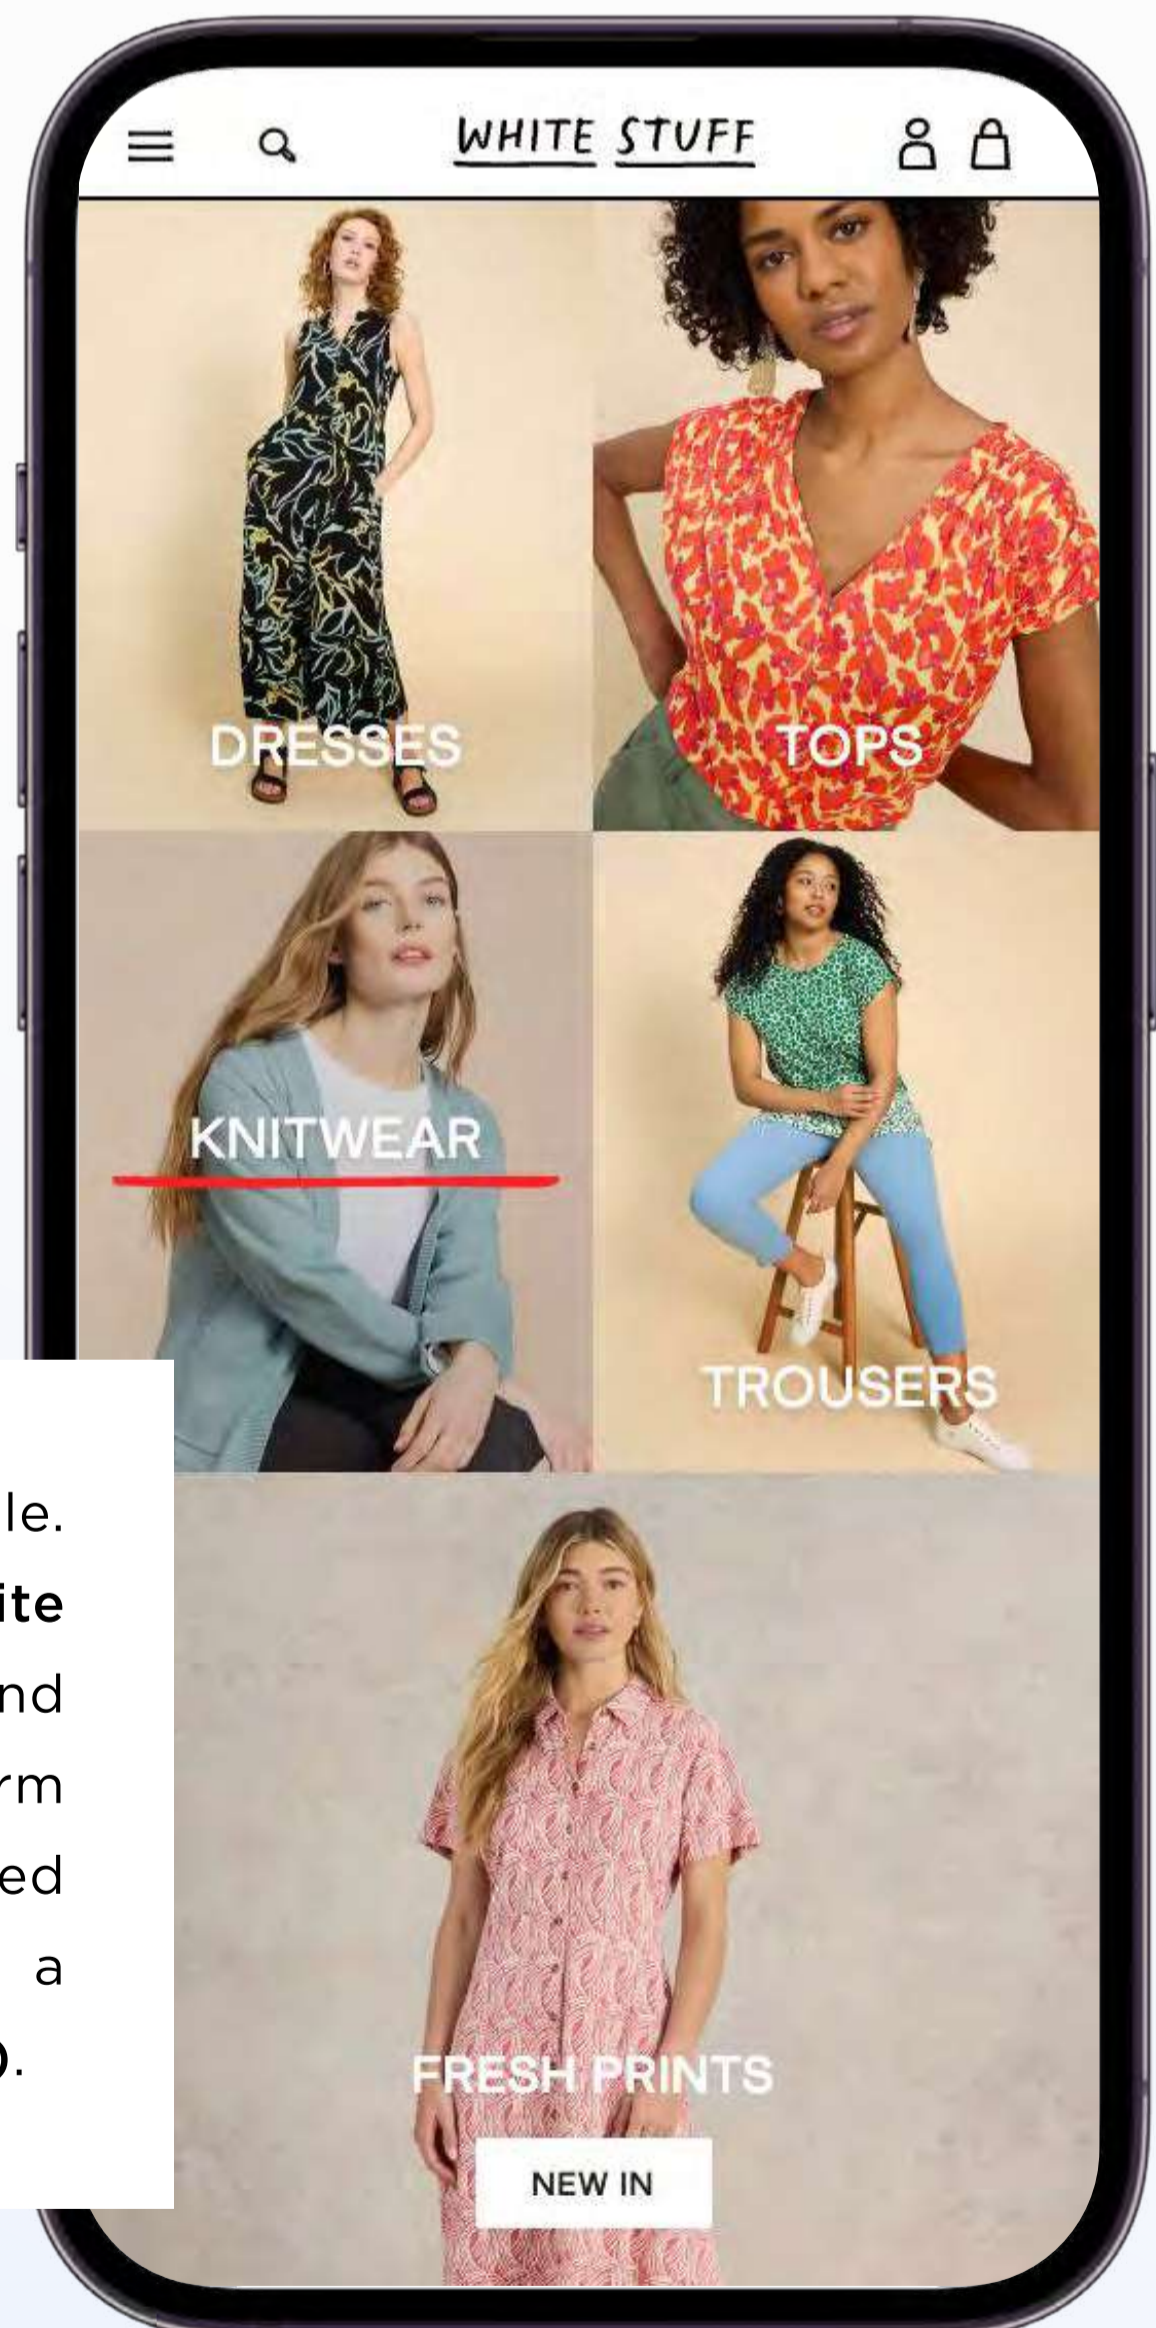 WHITE STUFF
DRESSES
TOPS
KNITWEAR
TROUSERS
le.
ite
nd
rm
ed
a
).
FRESH PRINTS
NEW IN